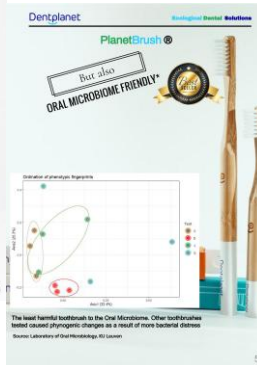 Dentplanet
Ecological Dental Solutions
PlanetBrush ®
But also
ORAL MICROBIOME FRIENDLY*
Ordination of phenotypic fingerprints
The least harmful toothbrush to the Oral Microbiome. Other toothbrushes
tested caused phynogenic changes as a result of more bacterial distress
Source: Laboratory of Oral Microbiology, KU Leuven